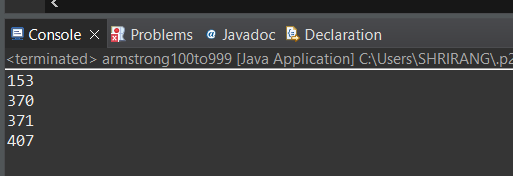 Console Problems @ Javadoc Declaration
<terminated> armstrong100to999 [Java Application] C:\Users\SHRIRANG\.p2
153
370
371
407